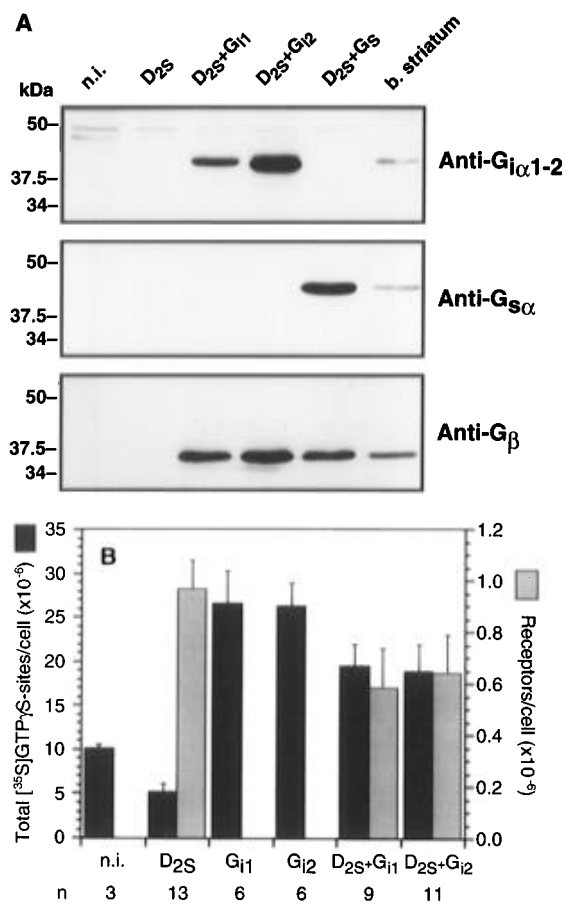 A
n.i. D2S D2S+Gi1 D2S+Gi2 D2S+GS b. striatum
kDa
50–
37.5–
34–
Anti-Giα1-2
50–
37.5–
34–
Anti-Gsα
50–
37.5–
34–
Anti-Gβ
B
Total [35S]GTPγS-sites/cell (x10-6)
35
30
25
20
15
10
5
0
1.2
1.0
0.8
0.6
0.4
0.2
0.0
Receptors/cell (x10-6)
n.i. D2S Gi1 Gi2 D2S+Gi1 D2S+Gi2
n 3 13 6 6 9 11